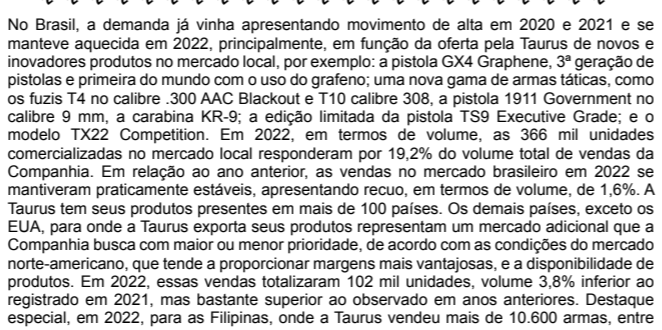 No Brasil, a demanda já vinha apresentando movimento de alta em 2020 e 2021 e se
manteve aquecida em 2022, principalmente, em função da oferta pela Taurus de novos e
inovadores produtos no mercado local, por exemplo: a pistola GX4 Graphene, 3ª geração de
pistolas e primeira do mundo com o uso do grafeno; uma nova gama de armas táticas, como
os fuzis T4 no calibre .300 AAC Blackout e T10 calibre 308, a pistola 1911 Government no
calibre 9 mm, a carabina KR-9; a edição limitada da pistola TS9 Executive Grade; e o
modelo TX22 Competition. Em 2022, em termos de volume, as 366 mil unidades
comercializadas no mercado local responderam por 19,2% do volume total de vendas da
Companhia. Em relação ao ano anterior, as vendas no mercado brasileiro em 2022 se
mantiveram praticamente estáveis, apresentando recuo, em termos de volume, de 1,6%. A
Taurus tem seus produtos presentes em mais de 100 países. Os demais países, exceto os
EUA, para onde a Taurus exporta seus produtos representam um mercado adicional que a
Companhia busca com maior ou menor prioridade, de acordo com as condições do mercado
norte-americano, que tende a proporcionar margens mais vantajosas, e a disponibilidade de
produtos. Em 2022, essas vendas totalizaram 102 mil unidades, volume 3,8% inferior ao
registrado em 2021, mas bastante superior ao observado em anos anteriores. Destaque
especial, em 2022, para as Filipinas, onde a Taurus vendeu mais de 10.600 armas, entre